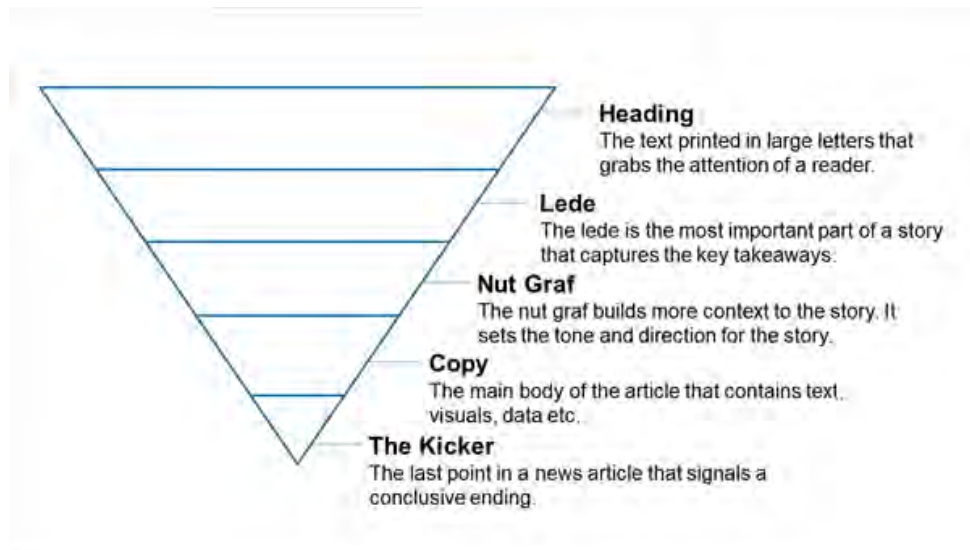 Heading
The text printed in large letters that
grabs the attention of a reader.
Lede
The lede is the most important part of a story
that captures the key takeaways.
Nut Graf
The nut graf builds more context to the story. It
sets the tone and direction for the story.
Copy
The main body of the article that contains text,
visuals, data etc.
The Kicker
The last point in a news article that signals a
conclusive ending.